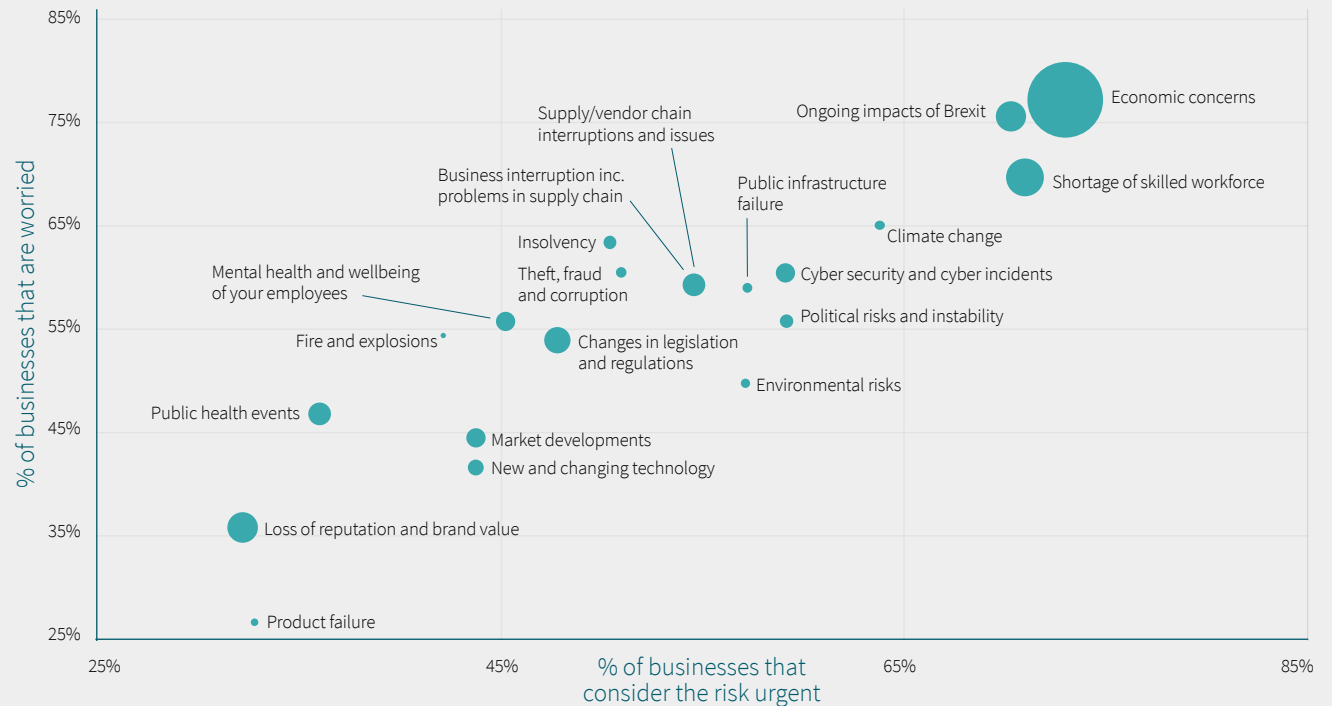 85%
75%
65%
55%
45%
35%
25%
% of businesses that are worried
Supply/vendor chain
interruptions and issues
Ongoing impacts of Brexit
Economic concerns
Business interruption inc.
problems in supply chain
Public infrastructure
failure
Shortage of skilled workforce
Insolvency
Climate change
Theft, fraud
and corruption
Cyber security and cyber incidents
Mental health and wellbeing
of your employees
Political risks and instability
Fire and explosions
Changes in legislation
and regulations
Environmental risks
Public health events
Market developments
New and changing technology
Loss of reputation and brand value
Product failure
25%
45%
65%
85%
% of businesses that
consider the risk urgent